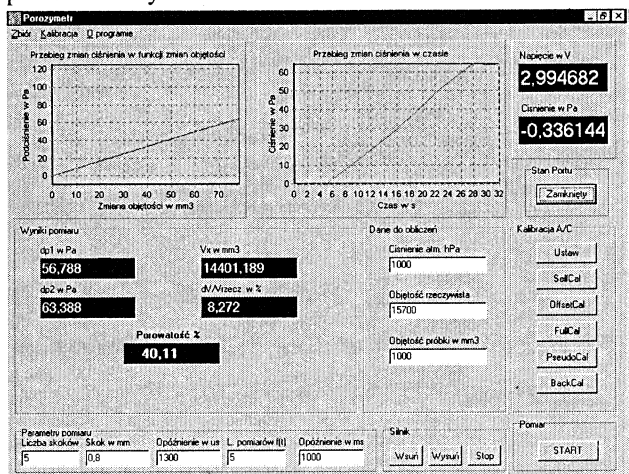 Porozymetr
Zbiór Kalibracja O programie
Przebieg zmian ciśnienia w funkcji zmian objętości
Podciśnienie w Pa
120
100
80
60
40
20
0
0 10 20 30 40 50 60 70
Zmiana objętości w mm3
Przebieg zmian ciśnienia w czasie
Ciśnienie w Pa
60
50
40
30
20
10
0
0 2 4 6 8 10 12 14 16 18 20 22 24 26 28 30 32
Czas w s
Napięcie w V
2,994682
Cisnienie w Pa
-0,336144
Stan Portu
Zamknięty
Wyniki pomiaru
dp1 w Pa
56,788
Vx w mm3
14401,189
dp2 w Pa
63,388
dV/Vrzecz. w %
8,272
Porowatość %
40,11
Dane do obliczeń
Cisnienie atm. hPa
1000
Objętość rzeczywista
15700
Objętość próbki w mm3
1000
Kalibracja A/C
Ustaw
SelfCal
OffsetCal
FullCal
PseudoCal
BackCal
Parametry pomiaru
Liczba skoków Skok w mm Opóźnienie w us L. pomiarów f(t) Opóźnienie w ms
5 0,8 1300 5 1000
Silnik
Wsuń Wysuń Stop
Pomiar
START